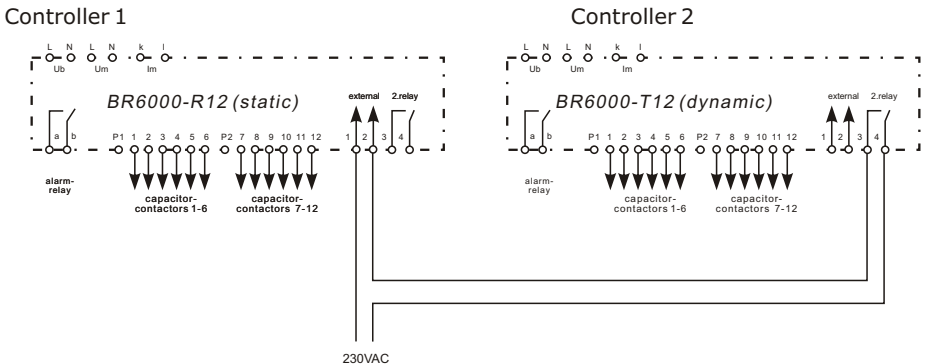 Controller 1
Controller 2
L N L N k l
Ub Um Im
L N L N k l
Ub Um Im
BR6000-R12 (static)
external 2.relay
BR6000-T12 (dynamic)
external 2.relay
a b
P1 1 2 3 4 5 6 P2 7 8 9 10 11 12 1 2 3 4
a b
P1 1 2 3 4 5 6 P2 7 8 9 10 11 12 1 2 3 4
alarm-
relay
capacitor-
contactors 1-6
capacitor-
contactors 7-12
alarm-
relay
capacitor-
contactors 1-6
capacitor-
contactors 7-12
230VAC